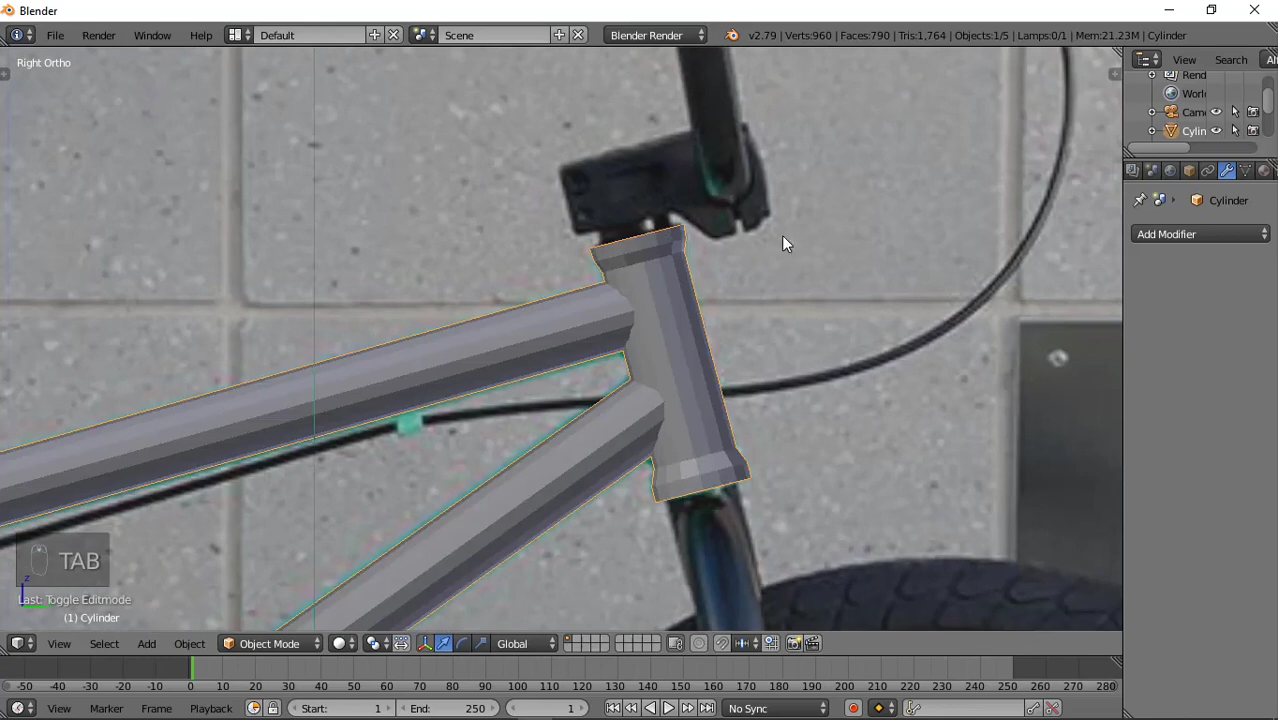 Blender
File Render Window Help Default Scene Blender Render v2.79 | Verts:960 | Faces:790 | Tris:1,764 | Objects:1/5 | Lamps:0/1 | Mem:21.23M | Cylinder
Right Ortho
View Search Al
Rend
Worl
Came
Cylin
Cylinder
Add Modifier
TAB
Last: Toggle Editmode
(1) Cylinder
z
View Select Add Object Object Mode Global
-50 -40 -30 -20 -10 0 10 20 30 40 50 60 70 80 90 100 110 120 130 140 150 160 170 180 190 200 210 220 230 240 250 260 270 280
View Marker Frame Playback Start: 1 End: 250 1 No Sync